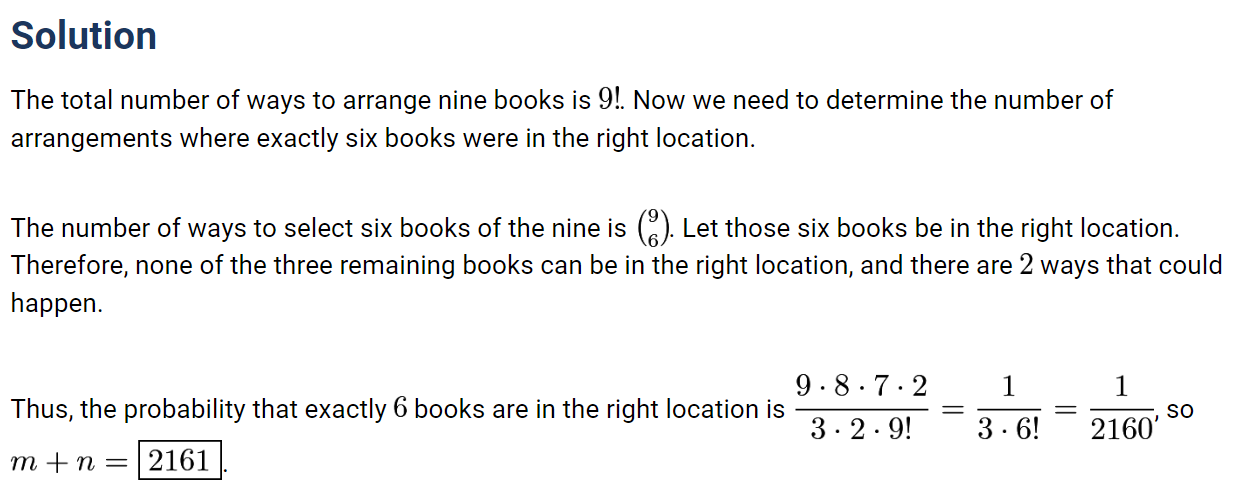 Solution
The total number of ways to arrange nine books is 9!. Now we need to determine the number of
arrangements where exactly six books were in the right location.
The number of ways to select six books of the nine is $\binom{9}{6}$. Let those six books be in the right location.
Therefore, none of the three remaining books can be in the right location, and there are 2 ways that could
happen.
Thus, the probability that exactly 6 books are in the right location is $\frac{9 \cdot 8 \cdot 7 \cdot 2}{3 \cdot 2 \cdot 9!} = \frac{1}{3 \cdot 6!} = \frac{1}{2160}$, so
$m + n = \boxed{2161}$.